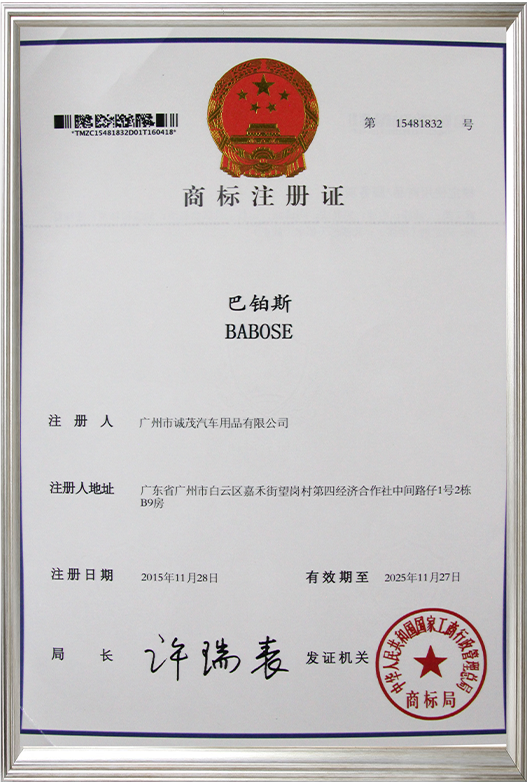 *TMZC15481832D01T160418*
第 15481832 号
商标注册证
巴铂斯
BABOSE
注册人 广州市诚茂汽车用品有限公司
注册人地址 广东省广州市白云区嘉禾街望岗村第四经济合作社中间路仔1号2栋
B9房
注册日期 2015年11月28日 有效期至 2025年11月27日
局长 许瑞表 发证机关
中华人民共和国国家工商行政管理总局
商标局